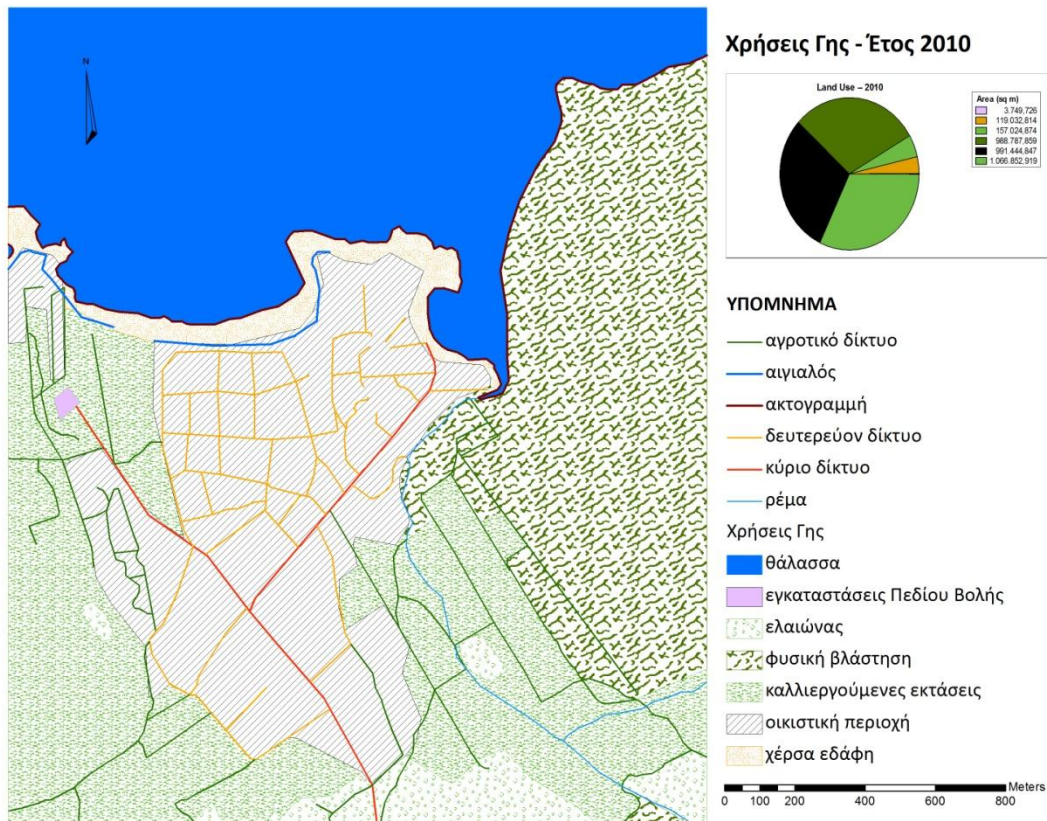 Χρήσεις Γης - Έτος 2010
Land Use – 2010
Area (sq m)
3.749,726
119.032,814
157.024,874
988.787,859
991.444,847
1.066.852,919
N
ΥΠΟΜΝΗΜΑ
αγροτικό δίκτυο
αιγιαλός
ακτογραμμή
δευτερεύον δίκτυο
κύριο δίκτυο
ρέμα
Χρήσεις Γης
θάλασσα
εγκαταστάσεις Πεδίου Βολής
ελαιώνας
φυσική βλάστηση
καλλιεργούμενες εκτάσεις
οικιστική περιοχή
χέρσα εδάφη
Meters
0 100 200 400 600 800